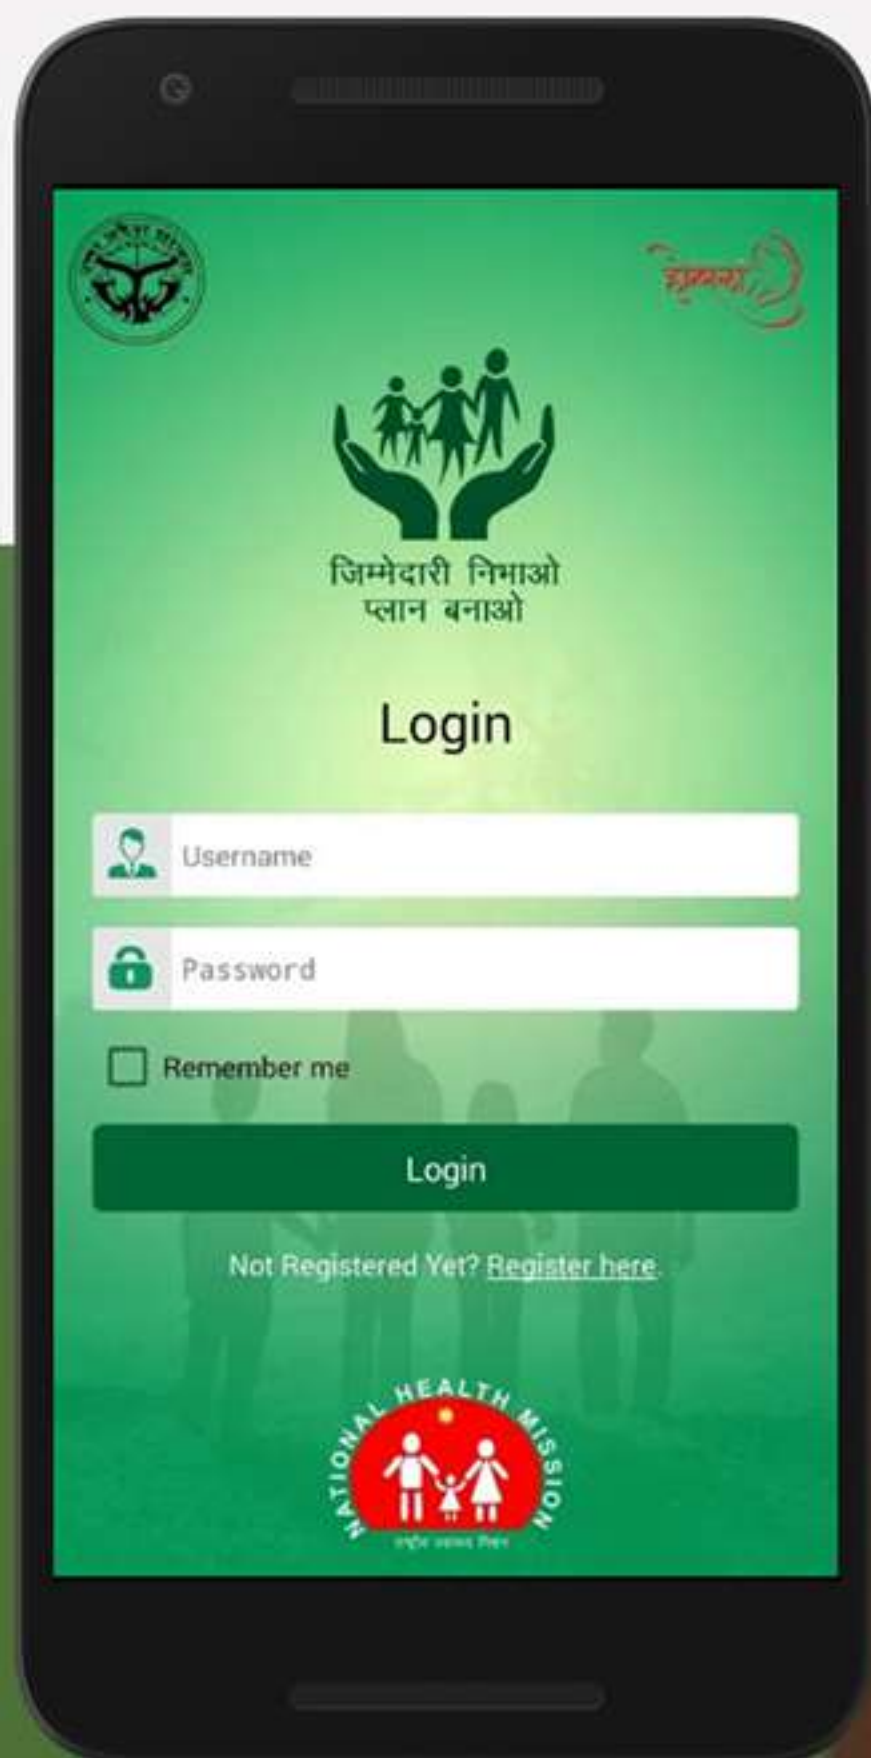 जिम्मेदारी निभाओ
प्लान बनाओ
Login
Username
Password
Remember me
Login
Not Registered Yet? Register here.
NATIONAL HEALTH MISSION